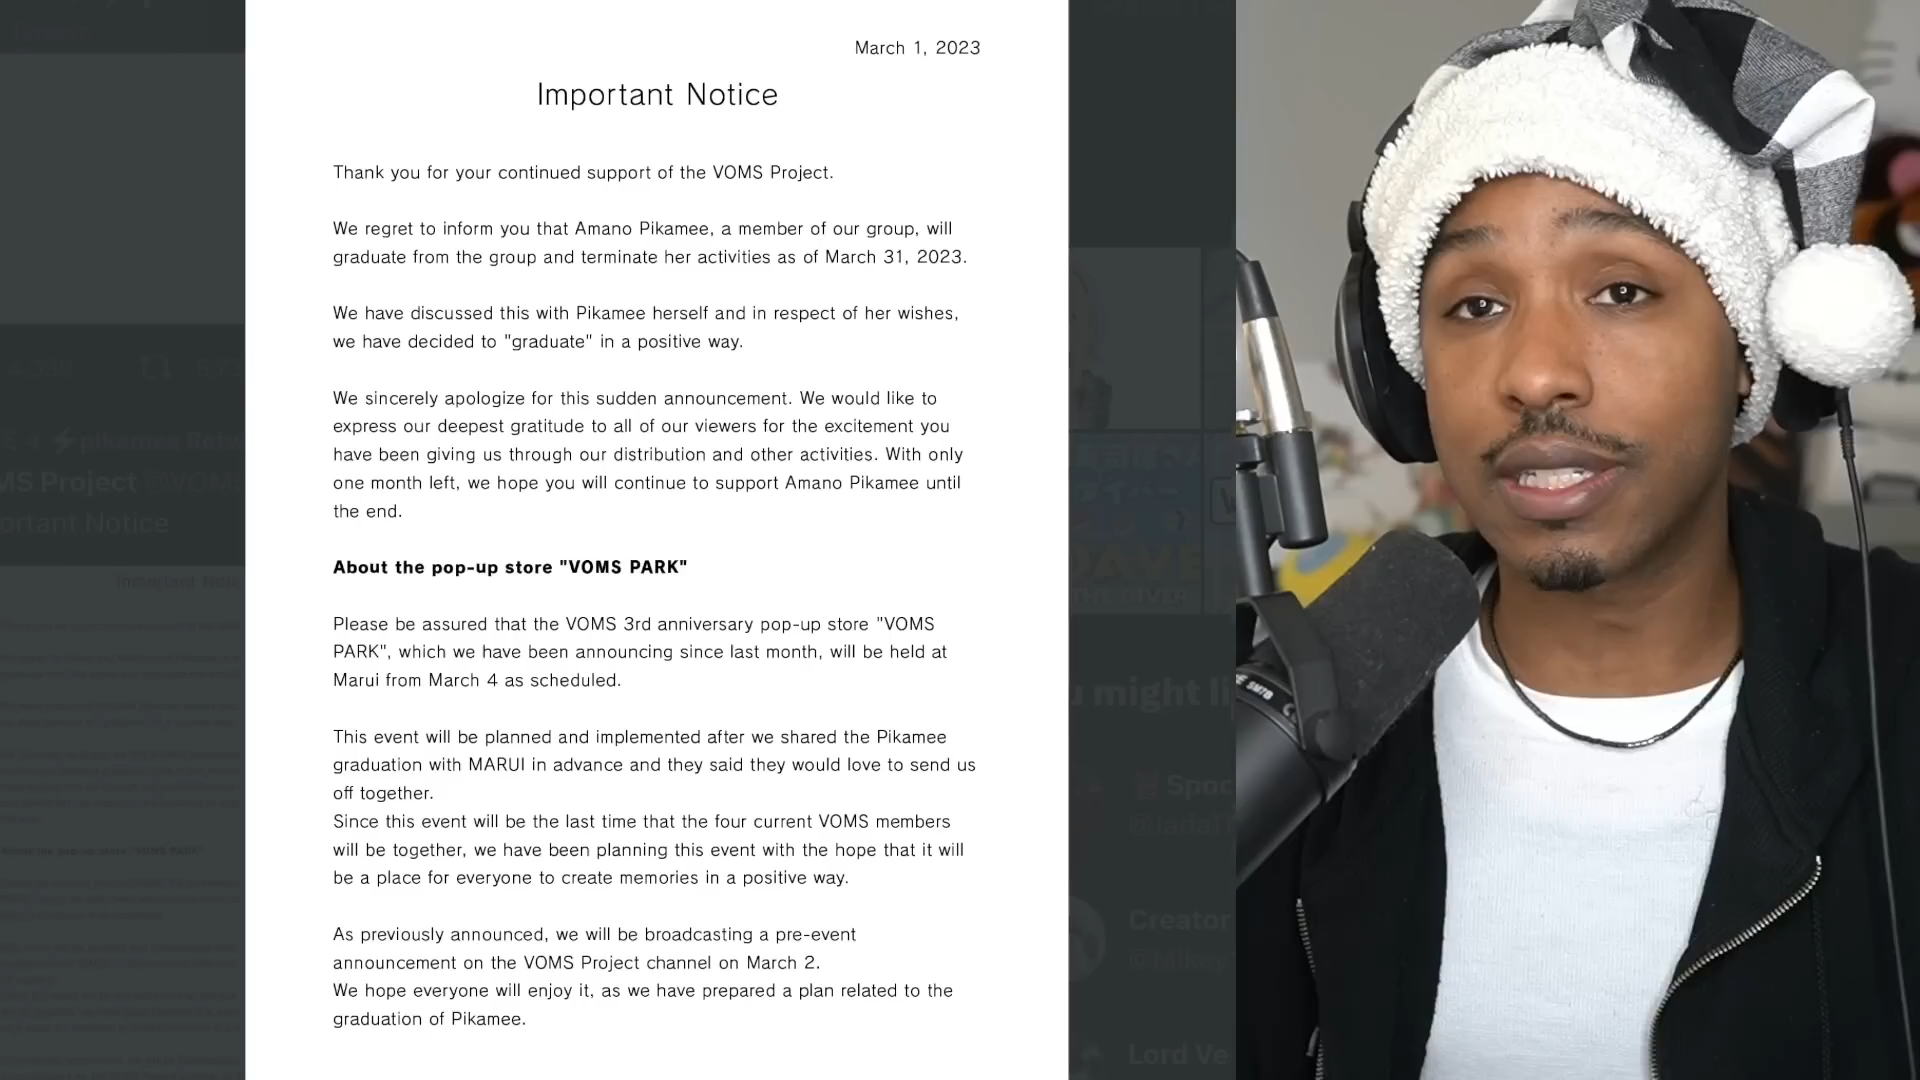 March 1, 2023
Important Notice
Thank you for your continued support of the VOMS Project.
We regret to inform you that Amano Pikamee, a member of our group, will
graduate from the group and terminate her activities as of March 31, 2023.
We have discussed this with Pikamee herself and in respect of her wishes,
we have decided to "graduate" in a positive way.
We sincerely apologize for this sudden announcement. We would like to
express our deepest gratitude to all of our viewers for the excitement you
have been giving us through our distribution and other activities. With only
one month left, we hope you will continue to support Amano Pikamee until
the end.
About the pop-up store "VOMS PARK"
Please be assured that the VOMS 3rd anniversary pop-up store "VOMS
PARK", which we have been announcing since last month, will be held at
Marui from March 4 as scheduled.
This event will be planned and implemented after we shared the Pikamee
graduation with MARUI in advance and they said they would love to send us
off together.
Since this event will be the last time that the four current VOMS members
will be together, we have been planning this event with the hope that it will
be a place for everyone to create memories in a positive way.
As previously announced, we will be broadcasting a pre-event
announcement on the VOMS Project channel on March 2.
We hope everyone will enjoy it, as we have prepared a plan related to the
graduation of Pikamee.
pikamee
MS Project
ortant Notice
might li
Spoc
Creator
@Mikey
Lord Ve
SM7B